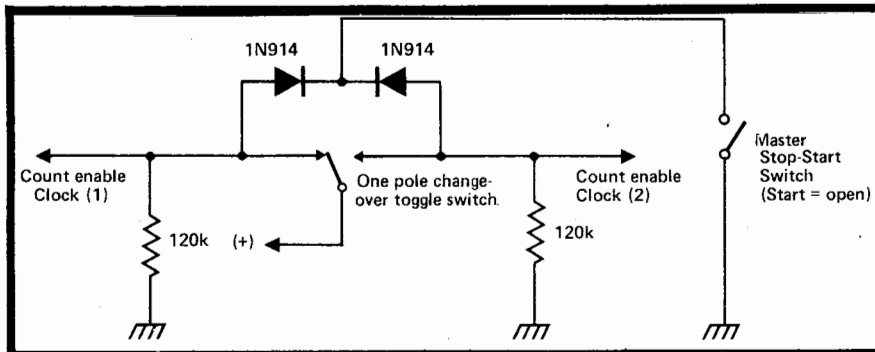 1N914
1N914
Count enable
Clock (1)
One pole change-
over toggle switch.
Count enable
Clock (2)
Master
Stop-Start
Switch
(Start = open)
120k
(+)
120k